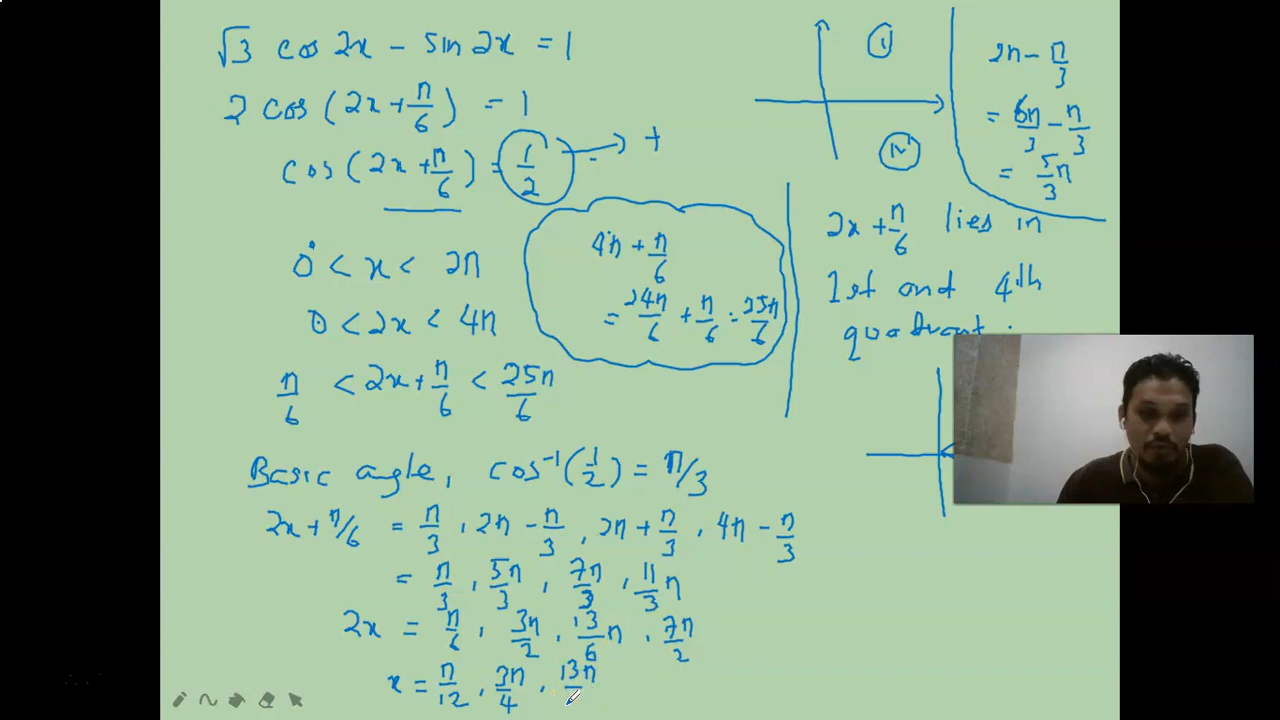 √3 cos 2x − sin 2x = 1
2 cos (2x + π/6) = 1
cos (2x + π/6) = 1/2 → +
0 < x < 2π
0 < 2x < 4π
π/6 < 2x + π/6 < 25π/6
4π + π/6
= 24π/6 + π/6 = 25π/6
Basic angle, cos⁻¹(1/2) = π/3
2x + π/6 = π/3, 2π − π/3, 2π + π/3, 4π − π/3
= π/3, 5π/3, 7π/3, 11/3 π
2x = π/6, 3π/2, 13/6 π, 7π/2
x = π/12, 3π/4, 13π
1
IV
2π − π/3
= 6π/3 − π/3
= 5/3 π
2x + π/6 lies in
1st and 4th
quadrant.